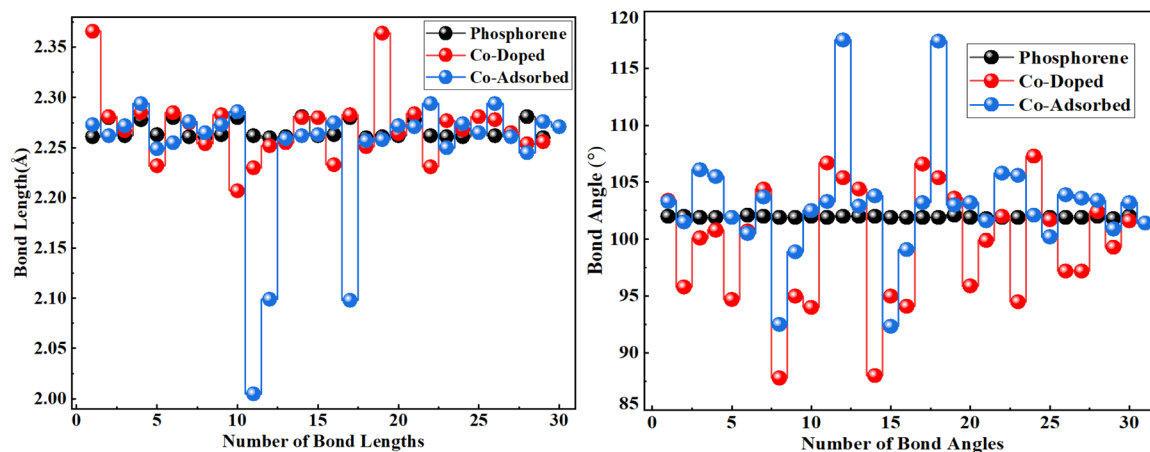 Bond Length(Å)
2.35
2.30
2.25
2.20
2.15
2.10
2.05
2.00
Phosphorene
Co-Doped
Co-Adsorbed
0 5 10 15 20 25 30
Number of Bond Lengths
Bond Angle (°)
120
115
110
105
100
95
90
85
Phosphorene
Co-Doped
Co-Adsorbed
0 5 10 15 20 25 30
Number of Bond Angles